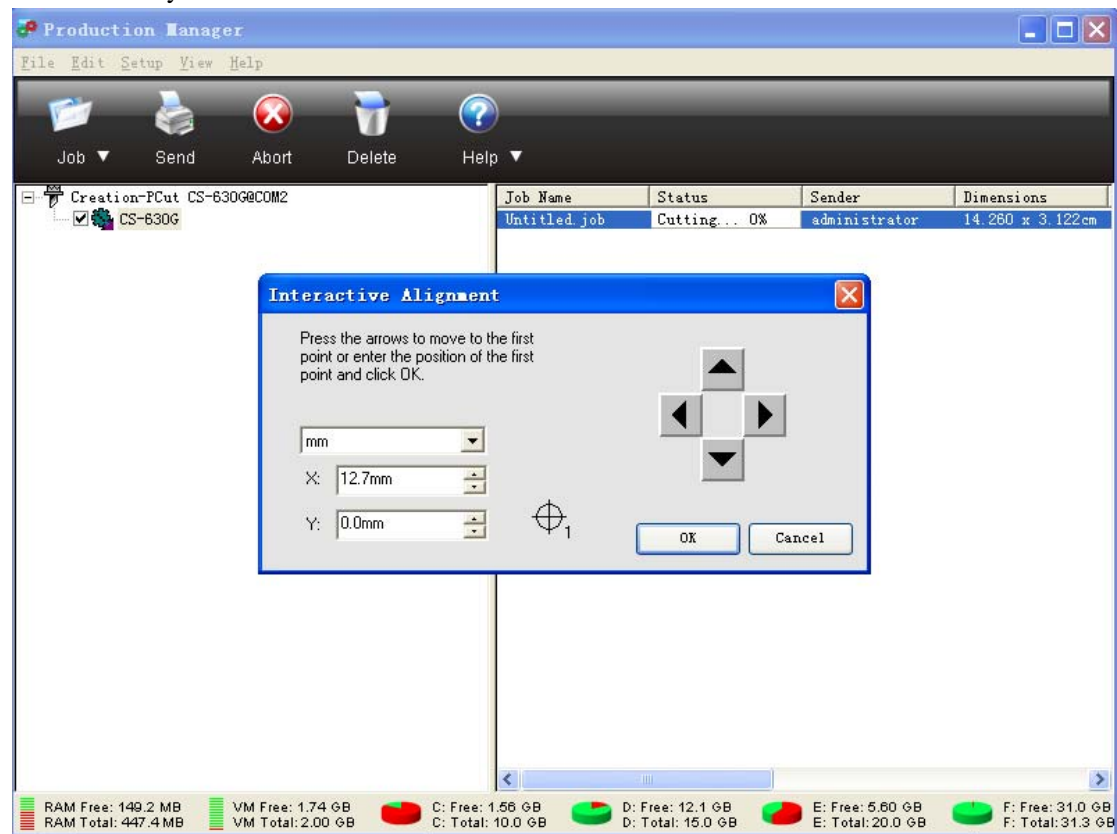 Production Manager
File Edit Setup View Help
Job Send Abort Delete Help
Creation-PCut CS-630G@COM2
CS-630G
Job Name Status Sender Dimensions
Untitled.job Cutting... 0% administrator 14.260 x 3.122cm
Interactive Alignment
Press the arrows to move to the first
point or enter the position of the first
point and click OK.
mm
X: 12.7mm
Y: 0.0mm
1
OK Cancel
RAM Free: 149.2 MB VM Free: 1.74 GB C: Free: 1.56 GB D: Free: 12.1 GB E: Free: 5.60 GB F: Free: 31.0 GB
RAM Total: 447.4 MB VM Total: 2.00 GB C: Total: 10.0 GB D: Total: 15.0 GB E: Total: 20.0 GB F: Total: 31.3 GB